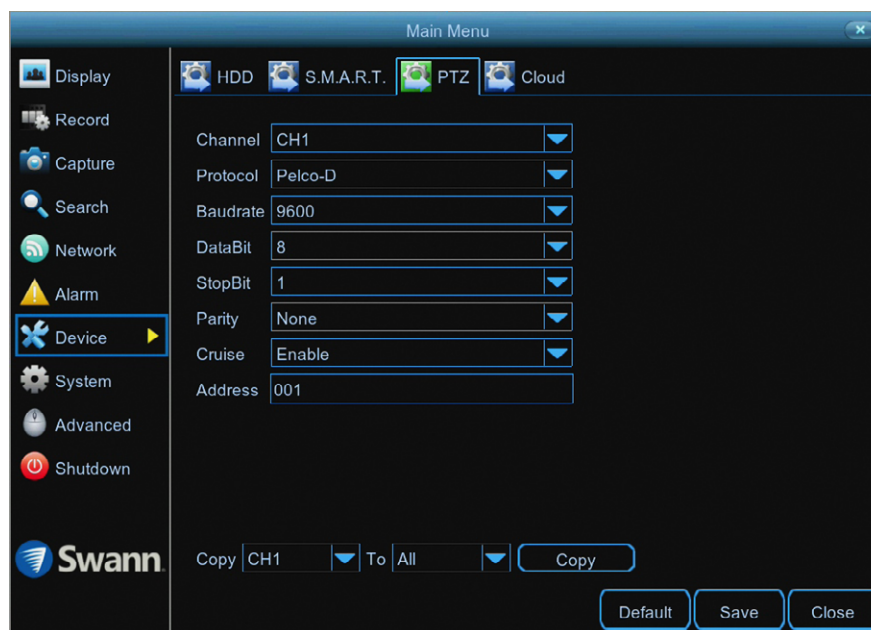 Main Menu
Display
Record
Capture
Search
Network
Alarm
Device
System
Advanced
Shutdown
Swann
HDD S.M.A.R.T. PTZ Cloud
Channel CH1
Protocol Pelco-D
Baudrate 9600
DataBit 8
StopBit 1
Parity None
Cruise Enable
Address 001
Copy CH1 To All Copy
Default Save Close